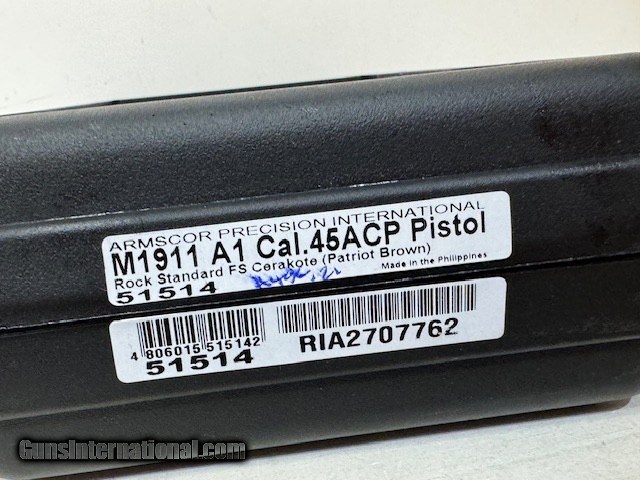 ARMSCOR PRECISION INTERNATIONAL
M1911 A1 Cal.45ACP Pistol
Rock Standard FS Cerakote (Patriot Brown)
51514 Made in the Philippines
4 806015 515142
51514
RIA2707762
GunsInternational.com